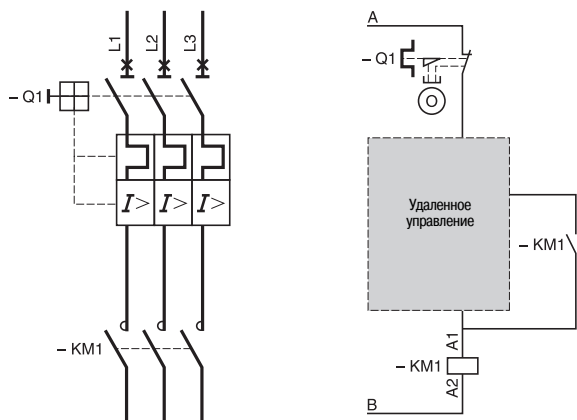 L1 L2 L3
– Q1
I> I> I>
– KM1
A
– Q1
Удаленное
управление
– KM1
A1
– KM1
A2
B